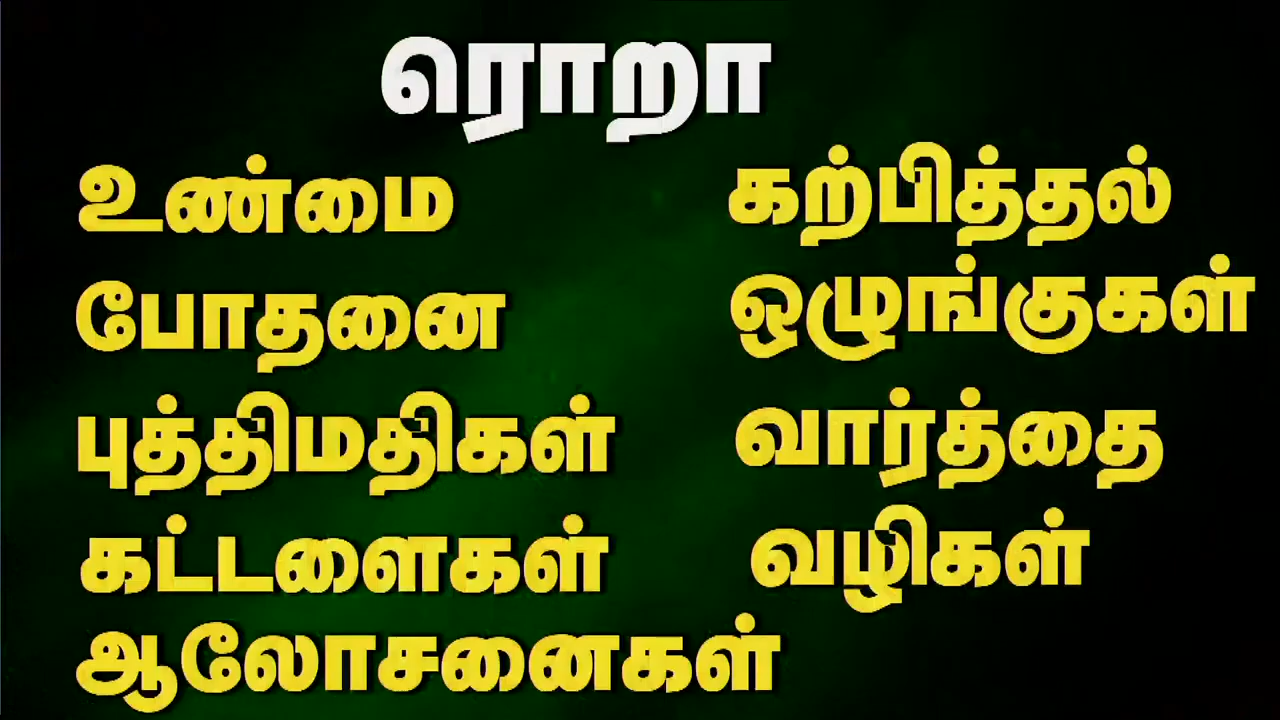 ரொறா
உண்மை
போதனை
புத்திமதிகள்
கட்டளைகள்
ஆலோசனைகள்
கற்பித்தல்
ஒழுங்குகள்
வார்த்தை
வழிகள்